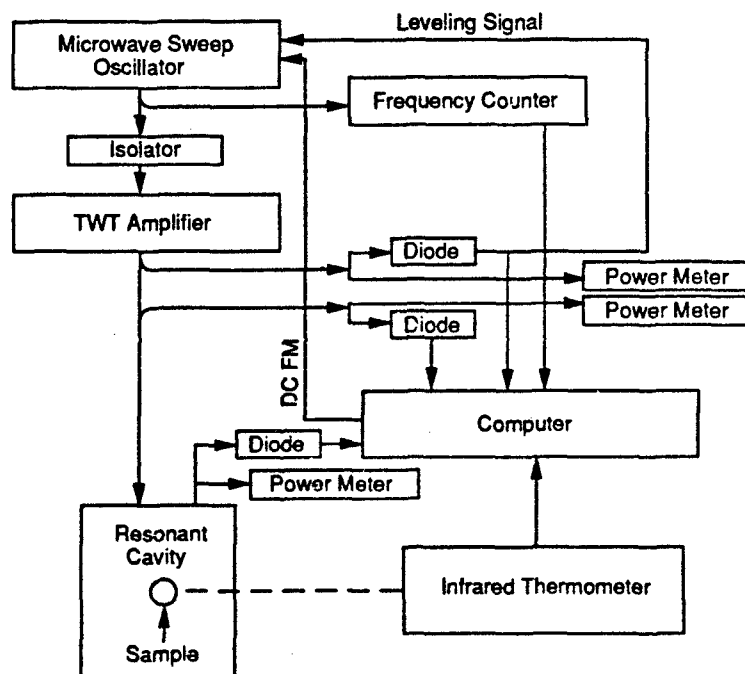 Leveling Signal
Microwave Sweep
Oscillator
Frequency Counter
Isolator
TWT Amplifier
Diode
Power Meter
Power Meter
Diode
DC FM
Computer
Diode
Power Meter
Resonant
Cavity
Infrared Thermometer
Sample